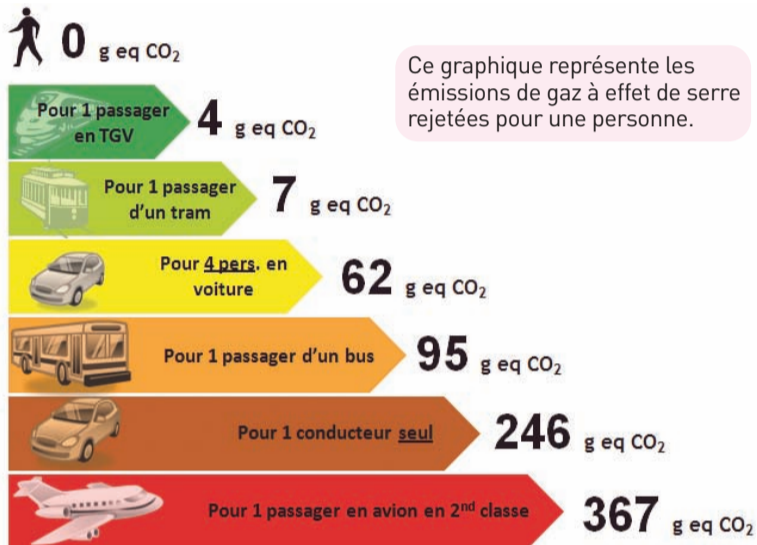 0 g eq CO₂
Ce graphique représente les
émissions de gaz à effet de serre
rejetées pour une personne.
Pour 1 passager
en TGV
4 g eq CO₂
Pour 1 passager
d'un tram
7 g eq CO₂
Pour 4 pers. en
voiture
62 g eq CO₂
Pour 1 passager d'un bus
95 g eq CO₂
Pour 1 conducteur seul
246 g eq CO₂
Pour 1 passager en avion en 2ⁿᵈ classe
367 g eq CO₂